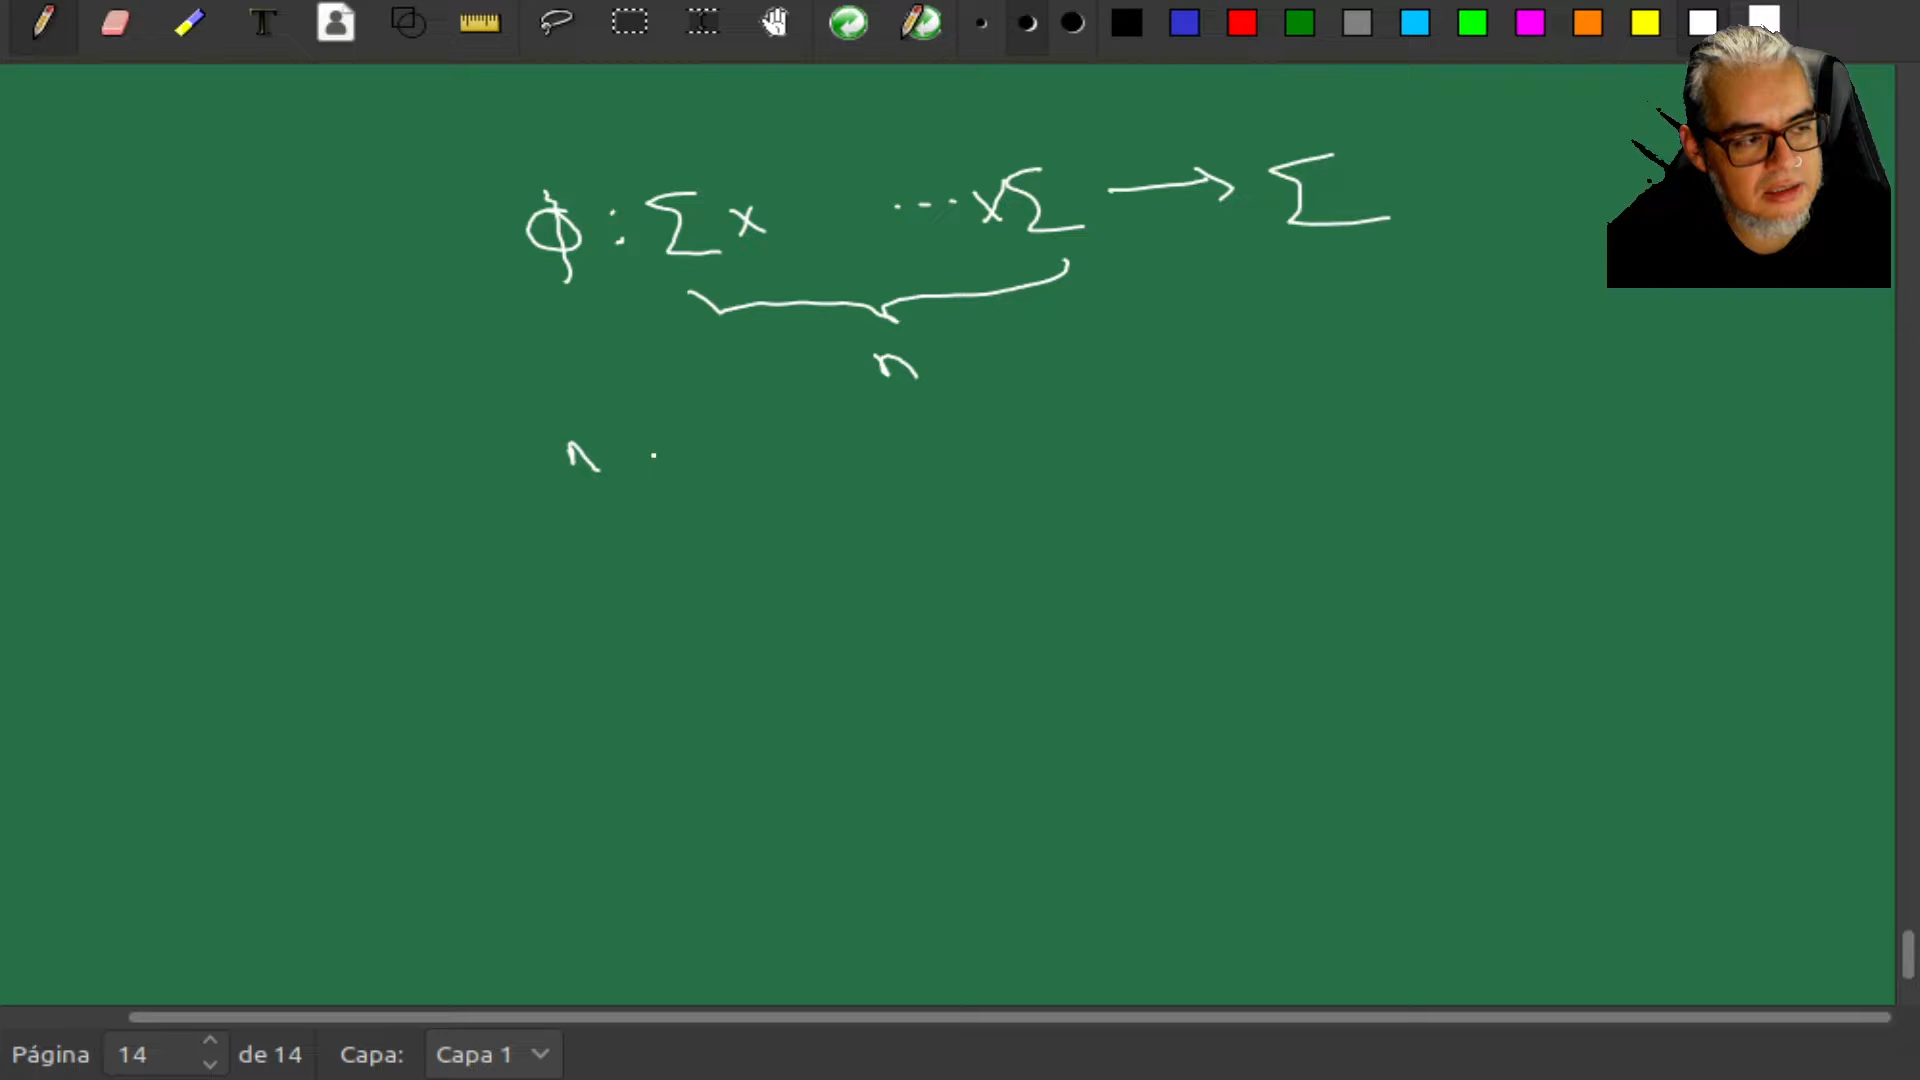 ϕ : Σ x ... x Σ → Σ
n
n .
Página 14 de 14 Capa: Capa 1